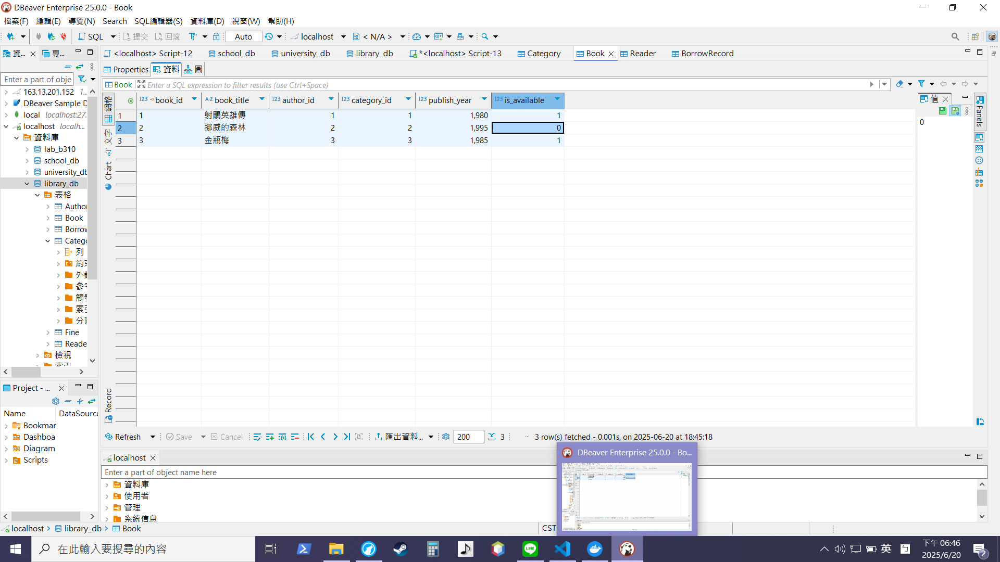 DBeaver Enterprise 25.0.0 - Book
檔案(F) 編輯(E) 導覽(N) Search SQL編輯器(S) 資料庫(D) 視窗(W) 幫助(H)
SQL 提交 回滾 Auto localhost < N/A >
資... 專... <localhost> Script-12 school_db university_db library_db *<localhost> Script-13 Category Book Reader BorrowRecord
Properties 資料 圖
Enter a part of obje
Book Enter a SQL expression to filter results (use Ctrl+Space)
163.13.201.152 1...
DBeaver Sample D
local localhost:27.
localhost localh...
資料庫
lab_b310
school_db
university_db
library_db
表格
Author
Book
Borrow
Catego
列
約束
外鍵
參考
觸發
索引
分區
Fine
Reade
檢視
索引
網格
文字
Chart
Record
book_id book_title author_id category_id publish_year is_available
1 1 射鵰英雄傳 1 1 1,980 1
2 2 挪威的森林 2 2 1,995 0
3 3 金瓶梅 3 3 1,985 1
值
0
Panels
Project - ...
Name DataSource
Bookmar
Dashboa
Diagram
Scripts
Refresh Save Cancel 匯出資料... 200 3 3 row(s) fetched - 0.001s, on 2025-06-20 at 18:45:18
localhost
Enter a part of object name here
資料庫
使用者
管理
系統信息
DBeaver Enterprise 25.0.0 - Bo...
localhost library_db Book CST
在此輸入要搜尋的內容
LINE
英
下午 06:46
2025/6/20
2